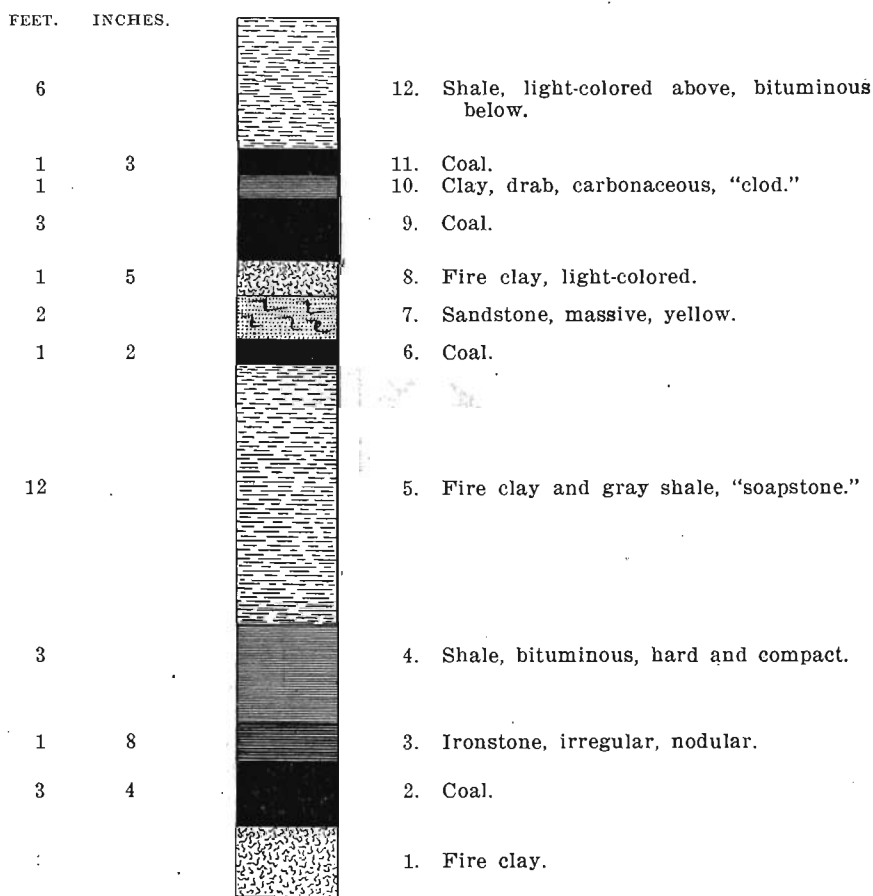 FEET. INCHES.
6 12. Shale, light-colored above, bituminous
below.
1 3 11. Coal.
1 10. Clay, drab, carbonaceous, "clod."
3 9. Coal.
1 5 8. Fire clay, light-colored.
2 7. Sandstone, massive, yellow.
1 2 6. Coal.
12 5. Fire clay and gray shale, "soapstone."
3 4. Shale, bituminous, hard and compact.
1 8 3. Ironstone, irregular, nodular.
3 4 2. Coal.
1. Fire clay.